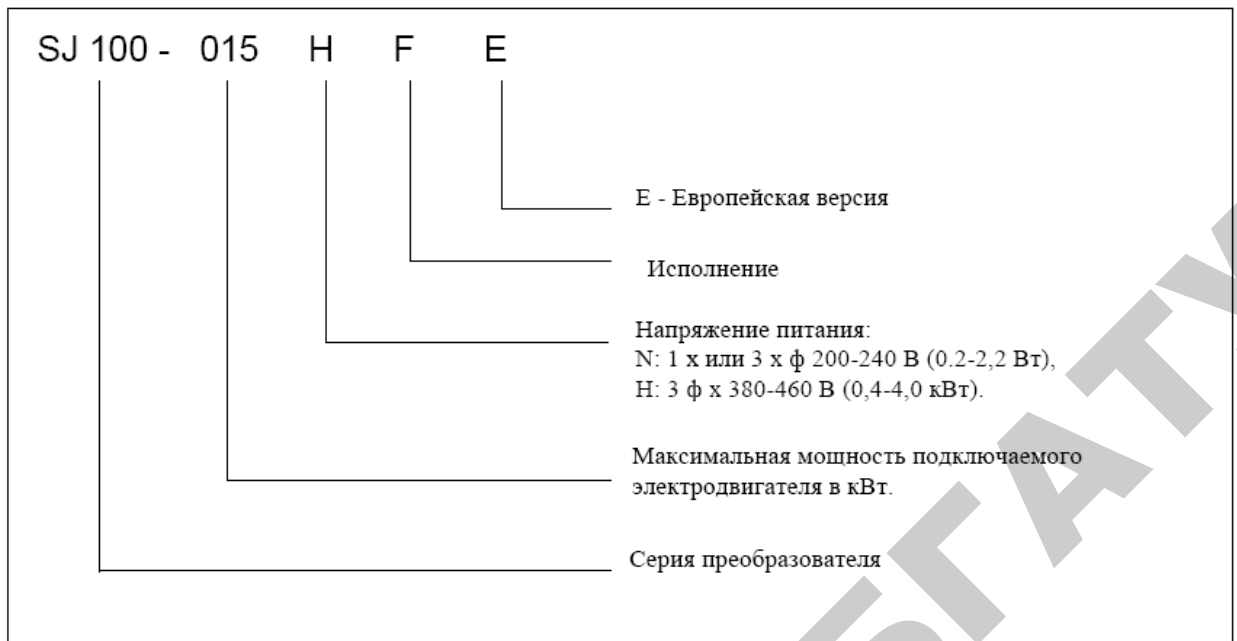 SJ 100 - 015 H F E
E - Европейская версия
Исполнение
Напряжение питания:
N: 1 х или 3 х ф 200-240 В (0.2-2,2 Вт),
H: 3 ф х 380-460 В (0,4-4,0 кВт).
Максимальная мощность подключаемого
электродвигателя в кВт.
Серия преобразователя
БГАТУ